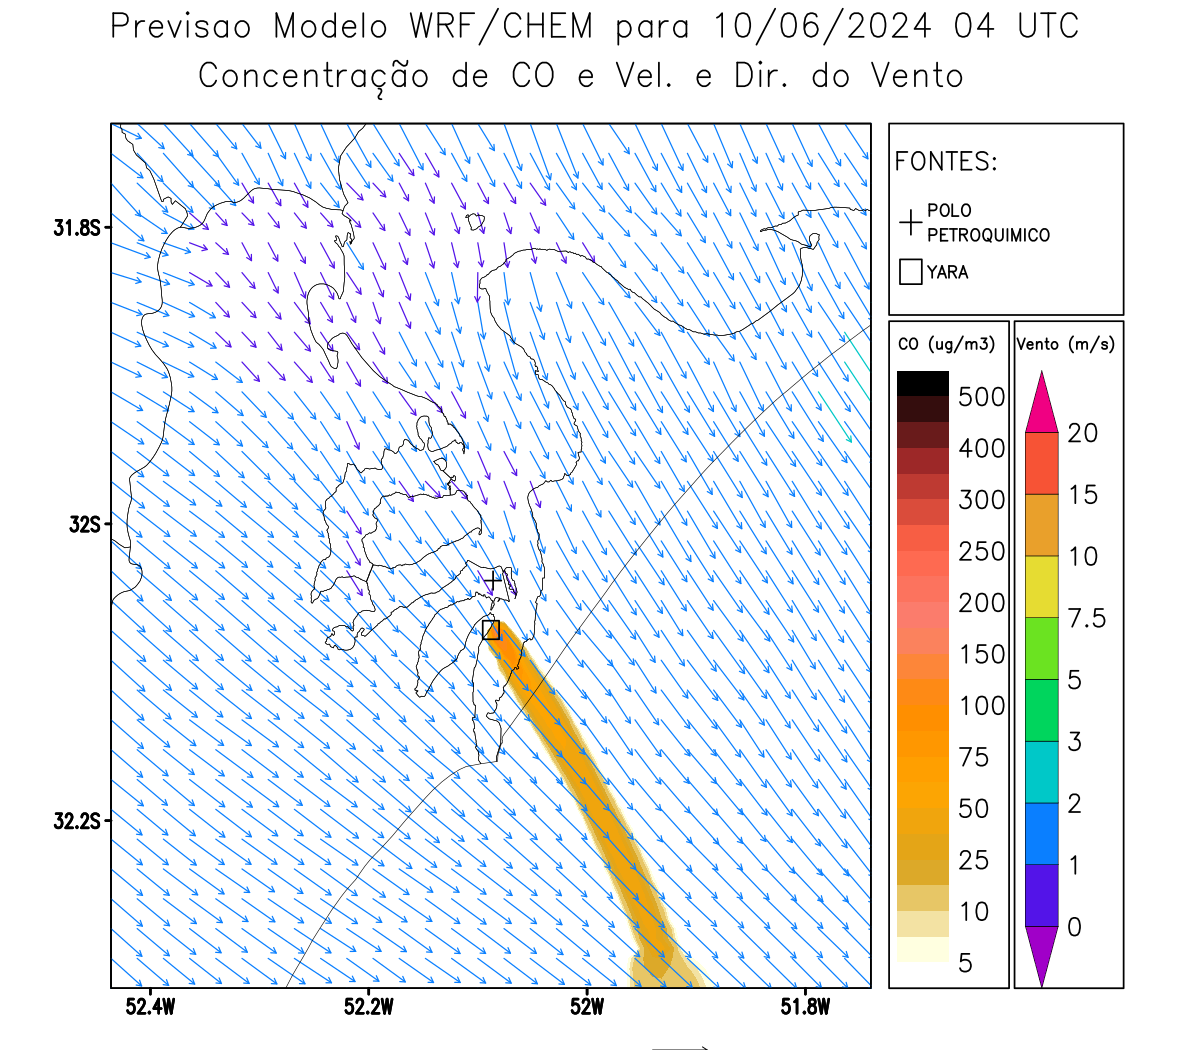 Previsao Modelo WRF/CHEM para 10/06/2024 04 UTC
Concentração de CO e Vel. e Dir. do Vento
FONTES:
POLO
PETROQUIMICO
YARA
CO (ug/m3)
500
400
300
250
200
150
100
75
50
25
10
5
Vento (m/s)
20
15
10
7.5
5
3
2
1
0
31.8S
32S
32.2S
52.4W
52.2W
52W
51.8W